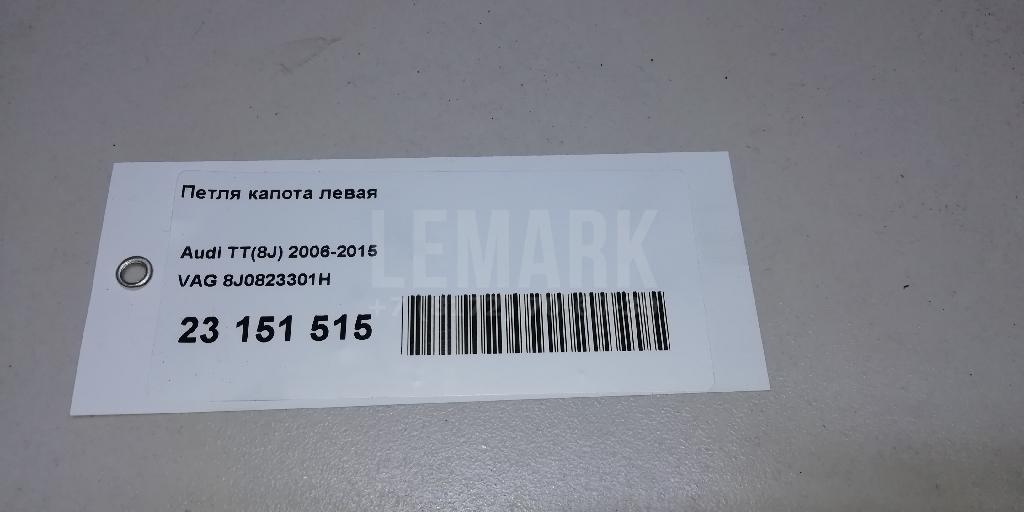 Петля капота левая
LEMARK
Audi TT(8J) 2006-2015
VAG 8J0823301H
23 151 515